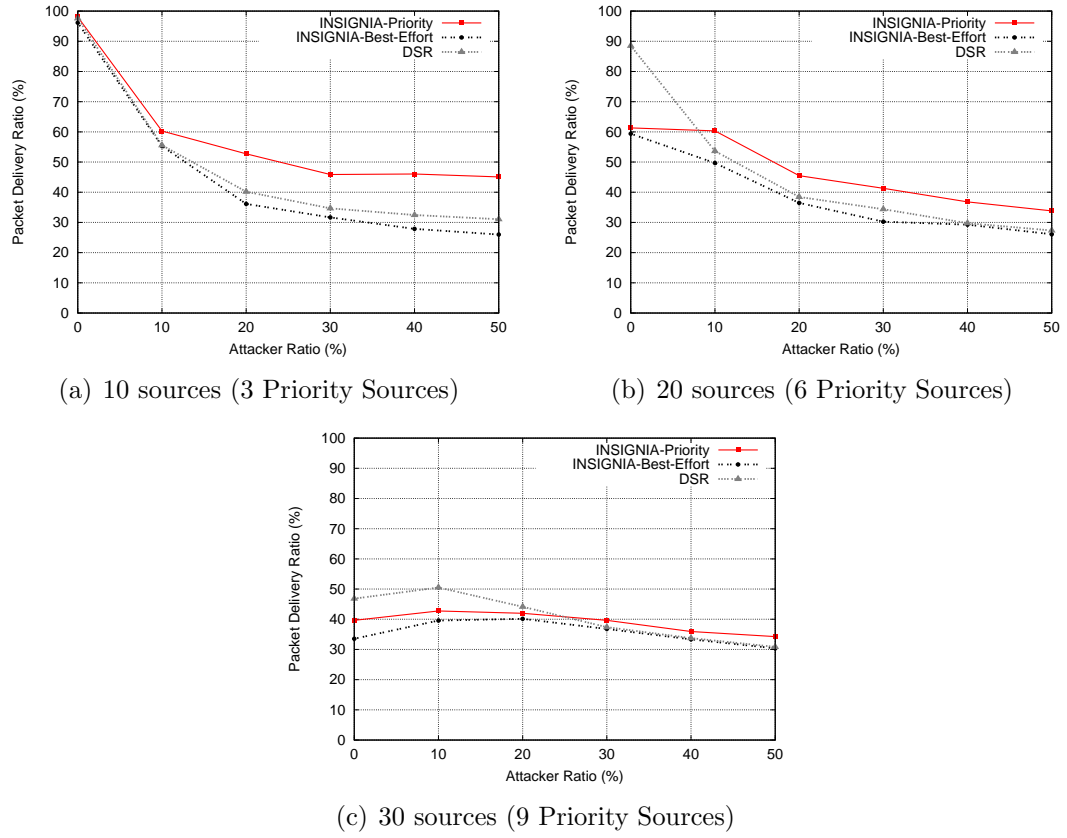 100
90
80
70
60
50
40
30
20
10
0
0 10 20 30 40 50
Packet Delivery Ratio (%)
Attacker Ratio (%)
INSIGNIA-Priority
INSIGNIA-Best-Effort
DSR
(a) 10 sources (3 Priority Sources)
100
90
80
70
60
50
40
30
20
10
0
0 10 20 30 40 50
Packet Delivery Ratio (%)
Attacker Ratio (%)
INSIGNIA-Priority
INSIGNIA-Best-Effort
DSR
(b) 20 sources (6 Priority Sources)
100
90
80
70
60
50
40
30
20
10
0
0 10 20 30 40 50
Packet Delivery Ratio (%)
Attacker Ratio (%)
INSIGNIA-Priority
INSIGNIA-Best-Effort
DSR
(c) 30 sources (9 Priority Sources)